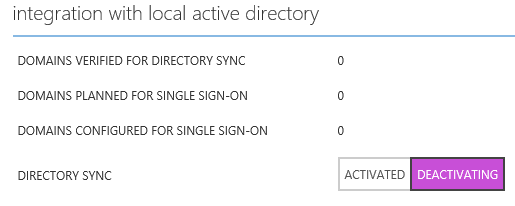 integration with local active directory
DOMAINS VERIFIED FOR DIRECTORY SYNC 0
DOMAINS PLANNED FOR SINGLE SIGN-ON 0
DOMAINS CONFIGURED FOR SINGLE SIGN-ON 0
DIRECTORY SYNC ACTIVATED DEACTIVATING